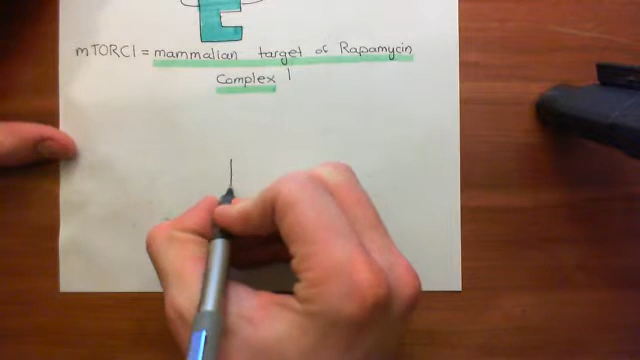 mTORC1 = mammalian target of Rapamycin
Complex 1